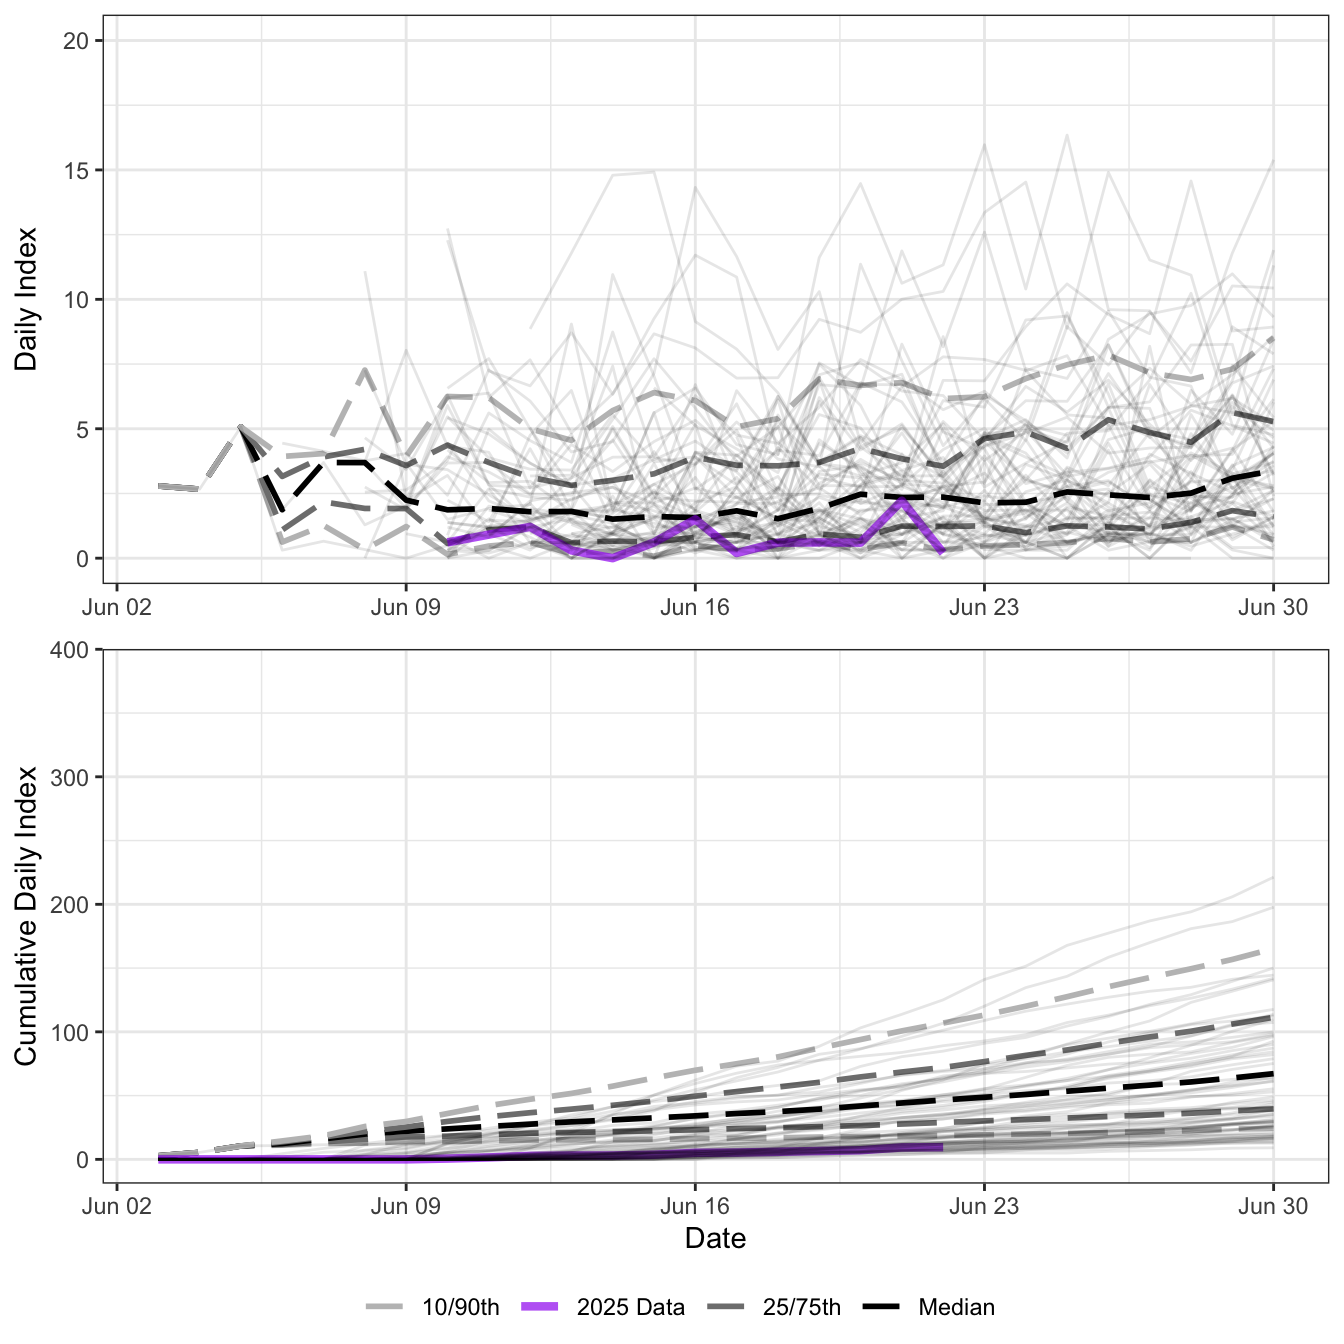 20
15
10
5
0
Daily Index
Jun 02
Jun 09
Jun 16
Jun 23
Jun 30
400
300
200
100
0
Cumulative Daily Index
Jun 02
Jun 09
Jun 16
Jun 23
Jun 30
Date
10/90th
2025 Data
25/75th
Median